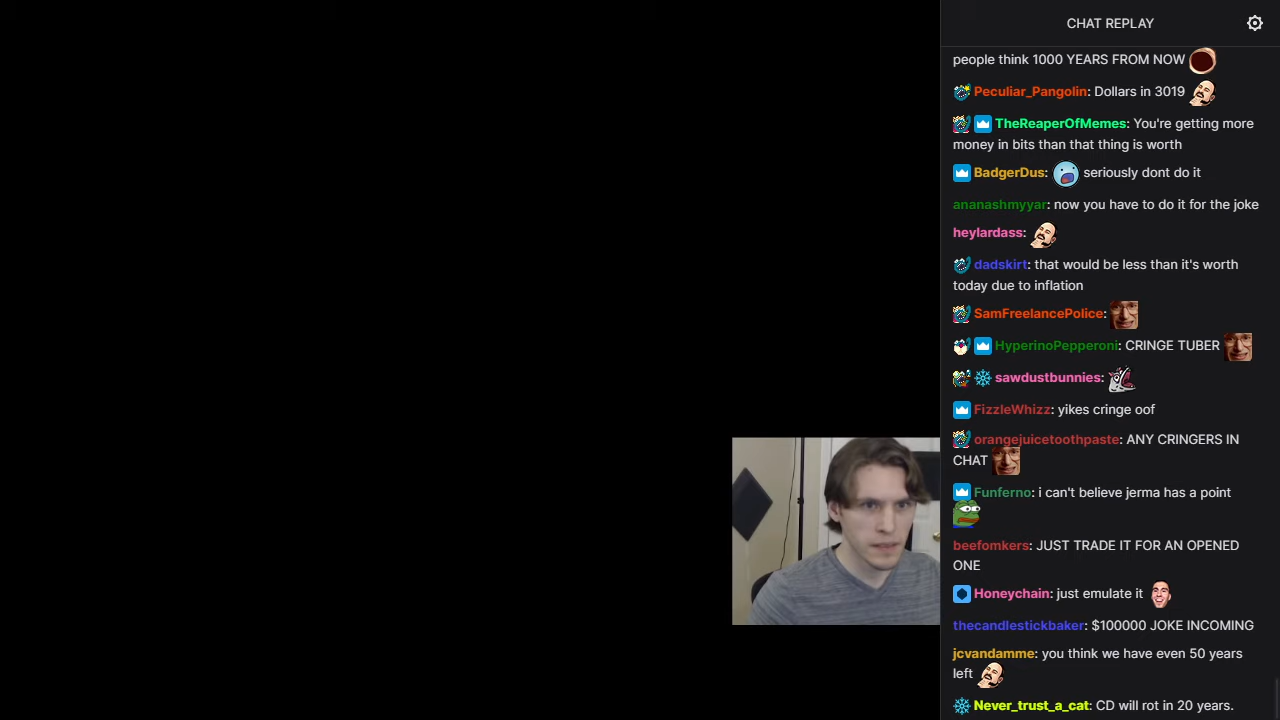 CHAT REPLAY
people think 1000 YEARS FROM NOW
Peculiar_Pangolin: Dollars in 3019
TheReaperOfMemes: You're getting more
money in bits than that thing is worth
BadgerDus: seriously dont do it
ananashmyyar: now you have to do it for the joke
heylardass:
dadskirt: that would be less than it's worth
today due to inflation
SamFreelancePolice:
HyperinoPepperoni: CRINGE TUBER
sawdustbunnies:
FizzleWhizz: yikes cringe oof
orangejuicetoothpaste: ANY CRINGERS IN
CHAT
Funferno: i can't believe jerma has a point
beefomkers: JUST TRADE IT FOR AN OPENED
ONE
Honeychain: just emulate it
thecandlestickbaker: $100000 JOKE INCOMING
jcvandamme: you think we have even 50 years
left
Never_trust_a_cat: CD will rot in 20 years.